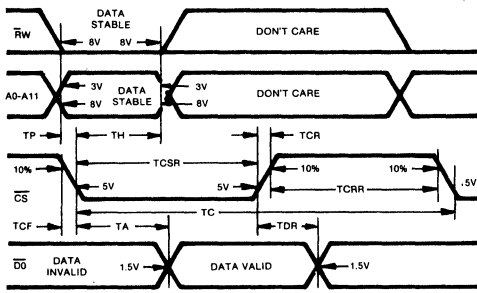 DATA
STABLE
RW
8V 8V
DON'T CARE
A0-A11
3V DATA 3V
8V STABLE 8V
DON'T CARE
TP TH TCR
TCSR
10% 10% 10%
CS
5V 5V .5V
TCRR
TC
TCF TA TDR
D0
DATA
INVALID
1.5V DATA VALID 1.5V